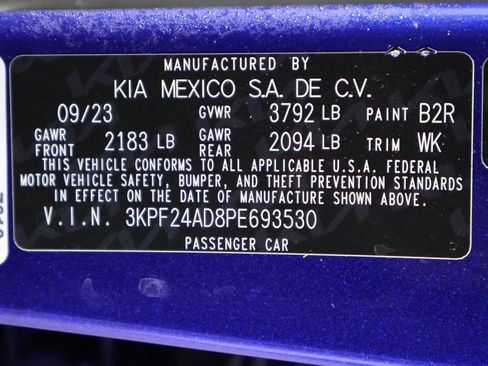 MANUFACTURED BY
KIA MEXICO S.A. DE C.V.
09/23 GVWR 3792 LB PAINT B2R
GAWR FRONT 2183 LB GAWR REAR 2094 LB TRIM WK
THIS VEHICLE CONFORMS TO ALL APPLICABLE U.S.A. FEDERAL
MOTOR VEHICLE SAFETY, BUMPER, AND THEFT PREVENTION STANDARDS
IN EFFECT ON THE DATE OF MANUFACTURE SHOWN ABOVE.
V.I.N. 3KPF24AD8PE693530
PASSENGER CAR